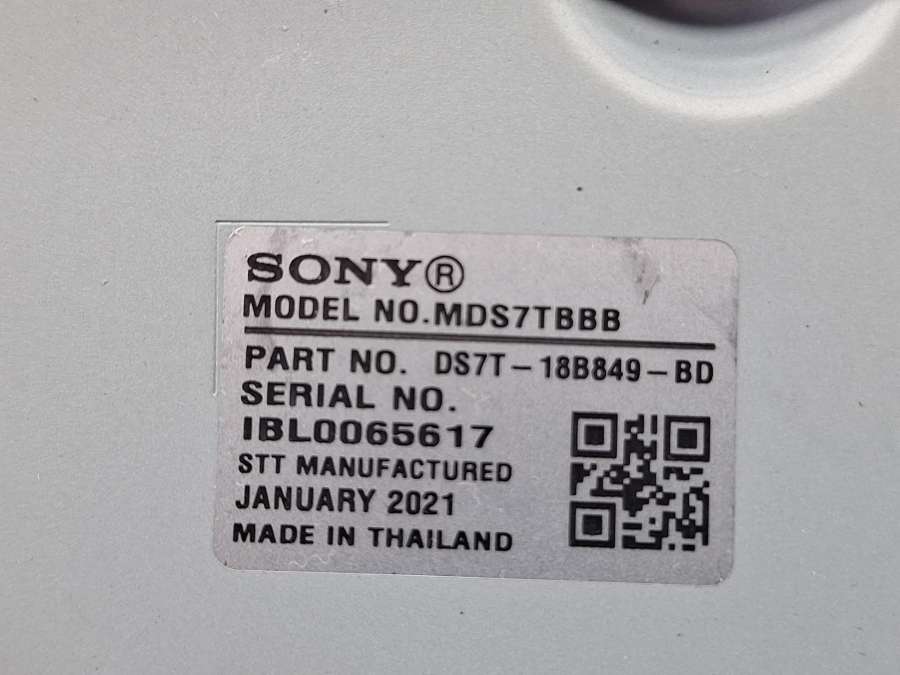 SONY®
MODEL NO.MDS7TBBB
PART NO. DS7T-18B849-BD
SERIAL NO.
IBL0065617
STT MANUFACTURED
JANUARY 2021
MADE IN THAILAND